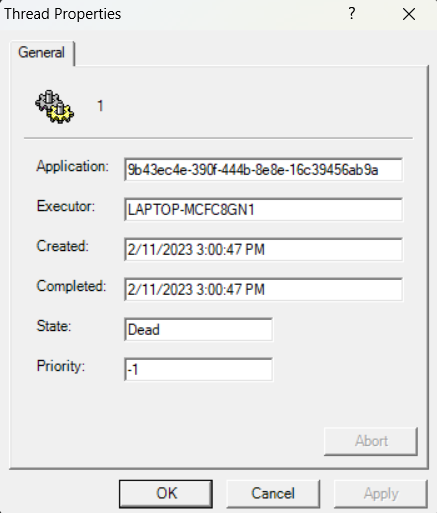 Thread Properties ? ×
General
1
Application: 9b43ec4e-390f-444b-8e8e-16c39456ab9a
Executor: LAPTOP-MCFC8GN1
Created: 2/11/2023 3:00:47 PM
Completed: 2/11/2023 3:00:47 PM
State: Dead
Priority: -1
Abort
OK Cancel Apply